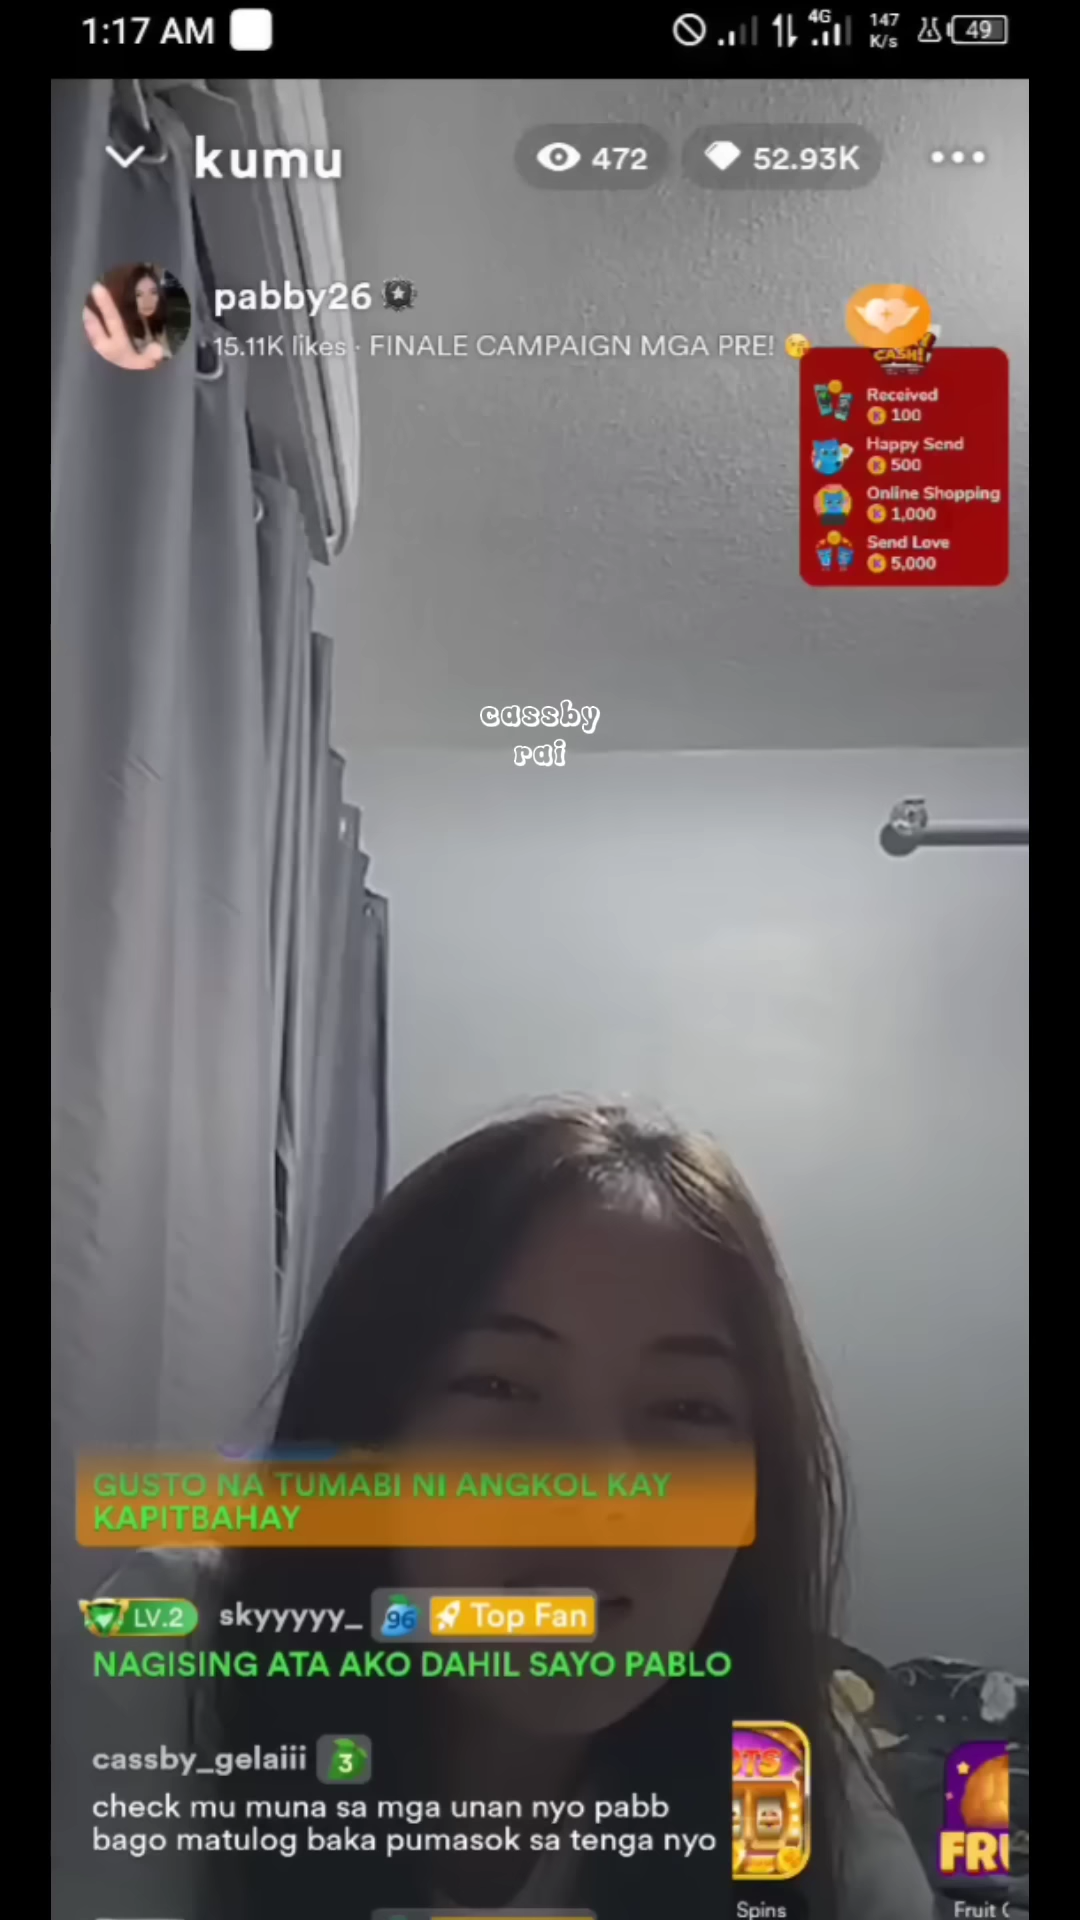 1:17 AM
4G
147
K/s
49
kumu
472
52.93K
pabby26
15.11K likes · FINALE CAMPAIGN MGA PRE! 😘
CASH!
Received
100
Happy Send
500
Online Shopping
1,000
Send Love
5,000
cassby
rai
GUSTO NA TUMABI NI ANGKOL KAY
KAPITBAHAY
LV.2 skyyyyy_ 96 Top Fan
NAGISING ATA AKO DAHIL SAYO PABLO
cassby_gelaiii 3
check mu muna sa mga unan nyo pabb
bago matulog baka pumasok sa tenga nyo
Spins
Fruit